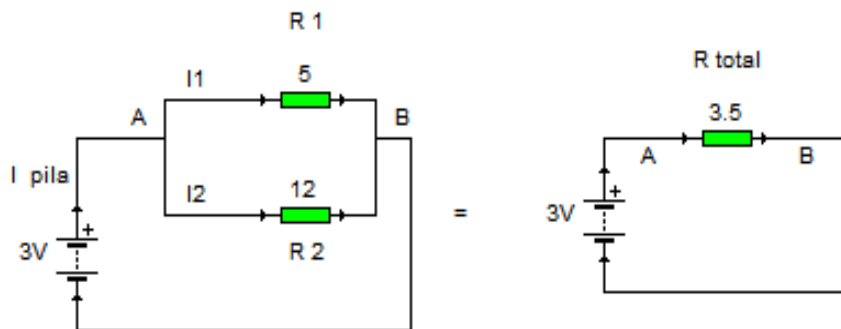 R 1
I1
5
A
B
I pila
I2
12
3V
+
R 2
=
R total
3.5
A
B
3V
+